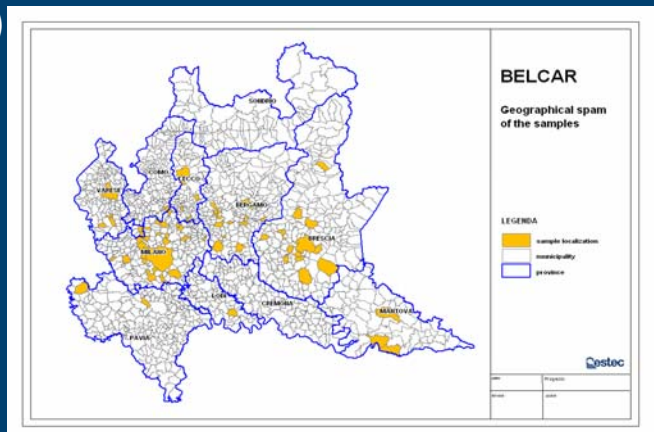 BELCAR
Geographical spam
of the samples
SONDRIO
COMO
LECCO
VARESE
BERGAMO
BRESCIA
MILANO
LODI
CREMONA
MANTOVA
PAVIA
LEGENDA
sample localization
municipality
province
estec